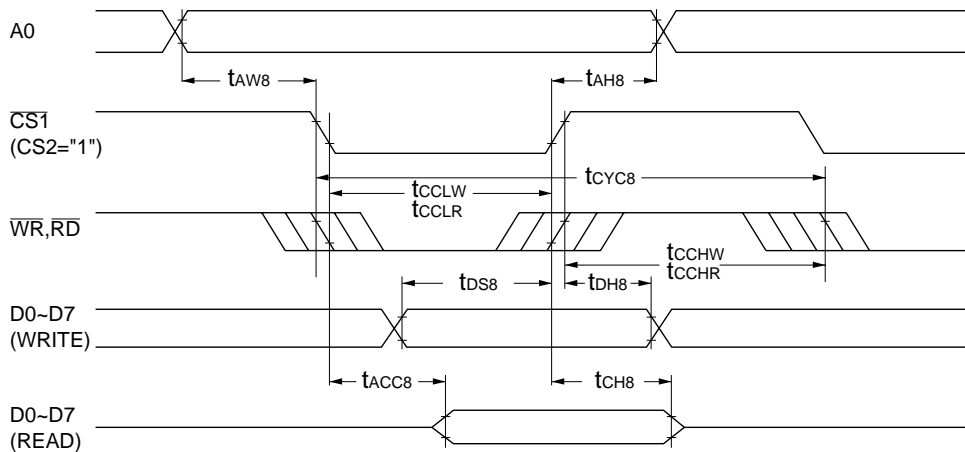 A0
tAW8
tAH8
CS1
(CS2="1")
tCYC8
tCCLW
tCCLR
WR,RD
tCCHW
tCCHR
tDS8
tDH8
D0~D7
(WRITE)
tACC8
tCH8
D0~D7
(READ)